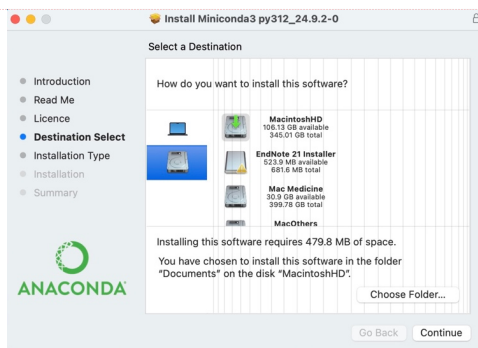 Install Miniconda3 py312_24.9.2-0
Select a Destination
Introduction
Read Me
Licence
Destination Select
Installation Type
Installation
Summary
How do you want to install this software?
MacintoshHD
106.13 GB available
345.01 GB total
EndNote 21 Installer
523.9 MB available
681.6 MB total
Mac Medicine
30.9 GB available
399.78 GB total
MacOthers
Installing this software requires 479.8 MB of space.
You have chosen to install this software in the folder
“Documents” on the disk “MacintoshHD”.
ANACONDA
Choose Folder...
Go Back
Continue